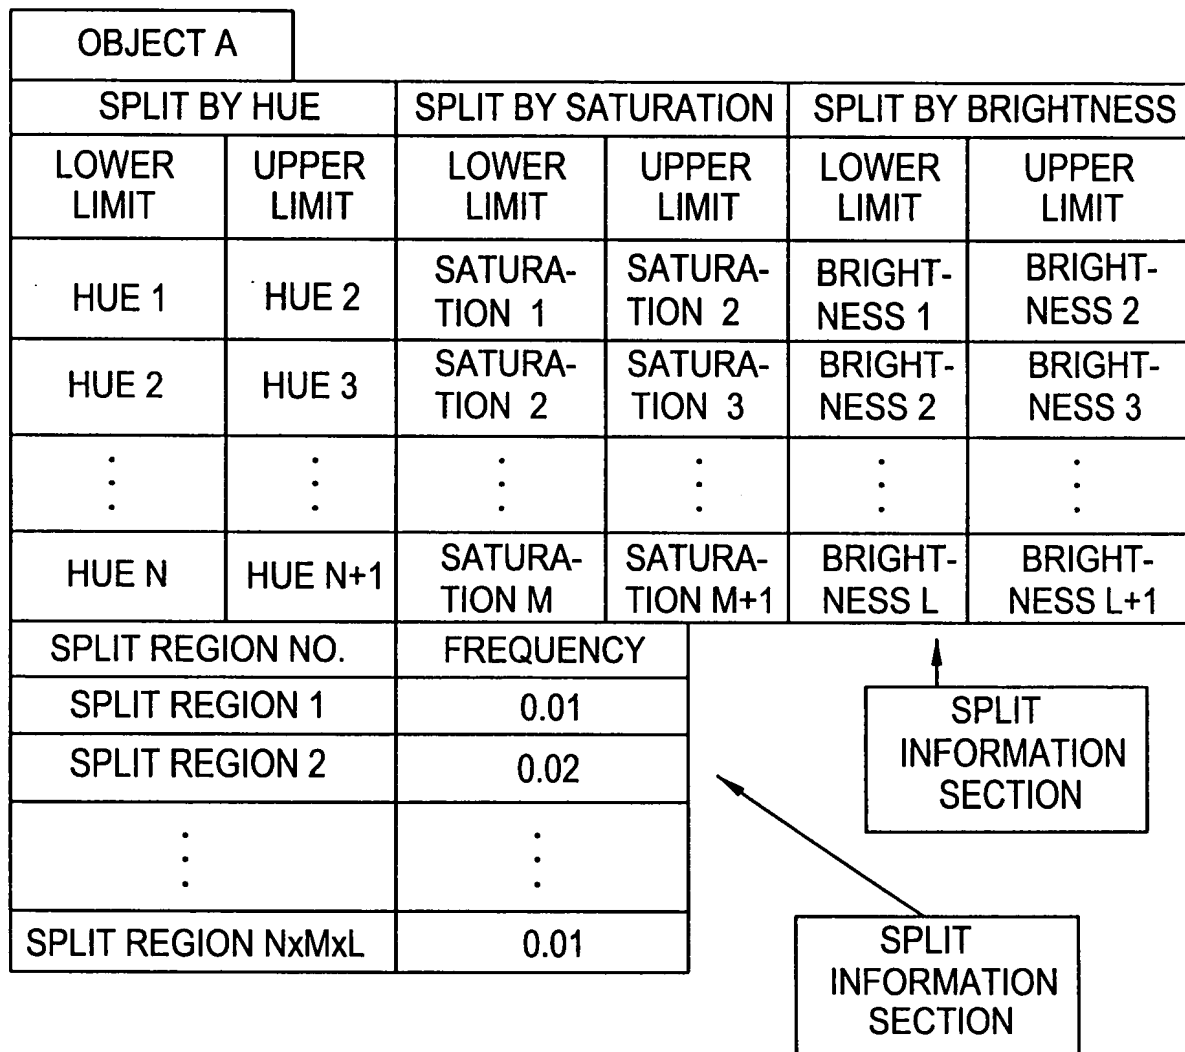 OBJECT A
SPLIT BY HUE SPLIT BY SATURATION SPLIT BY BRIGHTNESS
LOWER LIMIT UPPER LIMIT LOWER LIMIT UPPER LIMIT LOWER LIMIT UPPER LIMIT
HUE 1 HUE 2 SATURA-TION 1 SATURA-TION 2 BRIGHT-NESS 1 BRIGHT-NESS 2
HUE 2 HUE 3 SATURA-TION 2 SATURA-TION 3 BRIGHT-NESS 2 BRIGHT-NESS 3
HUE N HUE N+1 SATURA-TION M SATURA-TION M+1 BRIGHT-NESS L BRIGHT-NESS L+1
SPLIT REGION NO. FREQUENCY
SPLIT REGION 1 0.01
SPLIT REGION 2 0.02
SPLIT REGION NxMxL 0.01
SPLIT
INFORMATION
SECTION
SPLIT
INFORMATION
SECTION